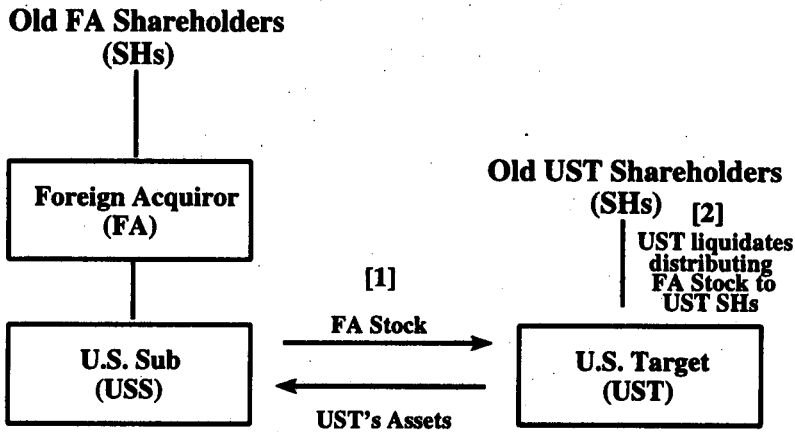 Old FA Shareholders
(SHs)
Foreign Acquiror
(FA)
Old UST Shareholders
(SHs) [2]
UST liquidates
distributing
FA Stock to
UST SHs
[1]
FA Stock
U.S. Sub
(USS)
U.S. Target
(UST)
UST's Assets